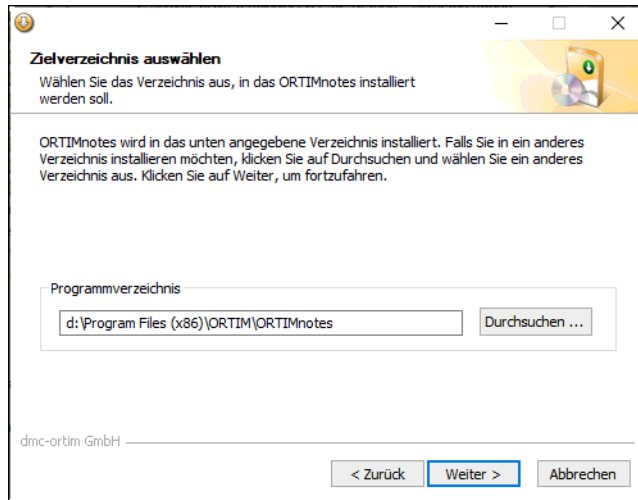 Zielverzeichnis auswählen
Wählen Sie das Verzeichnis aus, in das ORTIMnotes installiert
werden soll.
ORTIMnotes wird in das unten angegebene Verzeichnis installiert. Falls Sie in ein anderes
Verzeichnis installieren möchten, klicken Sie auf Durchsuchen und wählen Sie ein anderes
Verzeichnis aus. Klicken Sie auf Weiter, um fortzufahren.
Programmverzeichnis
d:\Program Files (x86)\ORTIM\ORTIMnotes
Durchsuchen ...
dmc-ortim GmbH
< Zurück
Weiter >
Abbrechen